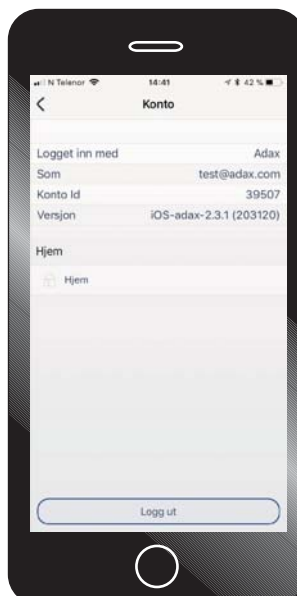 N Telenor 14:41 42 %
Konto
Logget inn med Adax
Som test@adax.com
Konto Id 39507
Versjon iOS-adax-2.3.1 (203120)
Hjem
Hjem
Logg ut